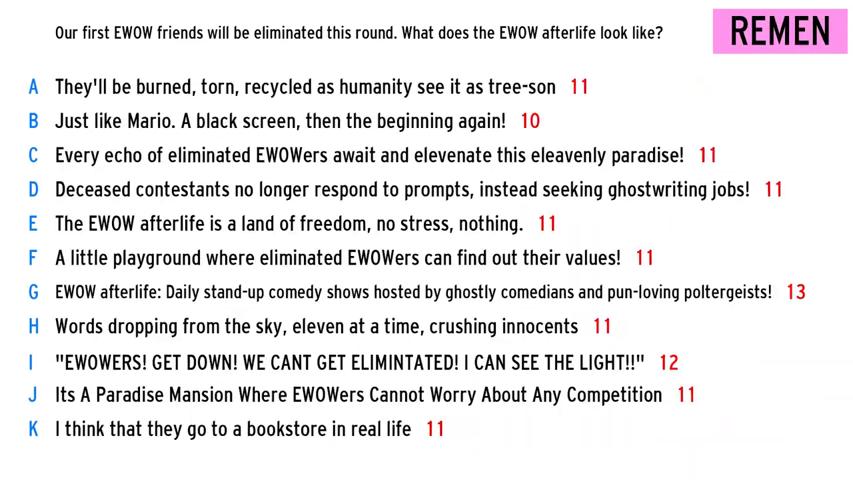 Our first EWOW friends will be eliminated this round. What does the EWOW afterlife look like?
REMEN
A They'll be burned, torn, recycled as humanity see it as tree-son 11
B Just like Mario. A black screen, then the beginning again! 10
C Every echo of eliminated EWOWers await and elevenate this eleavenly paradise! 11
D Deceased contestants no longer respond to prompts, instead seeking ghostwriting jobs! 11
E The EWOW afterlife is a land of freedom, no stress, nothing. 11
F A little playground where eliminated EWOWers can find out their values! 11
G EWOW afterlife: Daily stand-up comedy shows hosted by ghostly comedians and pun-loving poltergeists! 13
H Words dropping from the sky, eleven at a time, crushing innocents 11
I "EWOWERS! GET DOWN! WE CANT GET ELIMINTATED! I CAN SEE THE LIGHT!!" 12
J Its A Paradise Mansion Where EWOWers Cannot Worry About Any Competition 11
K I think that they go to a bookstore in real life 11